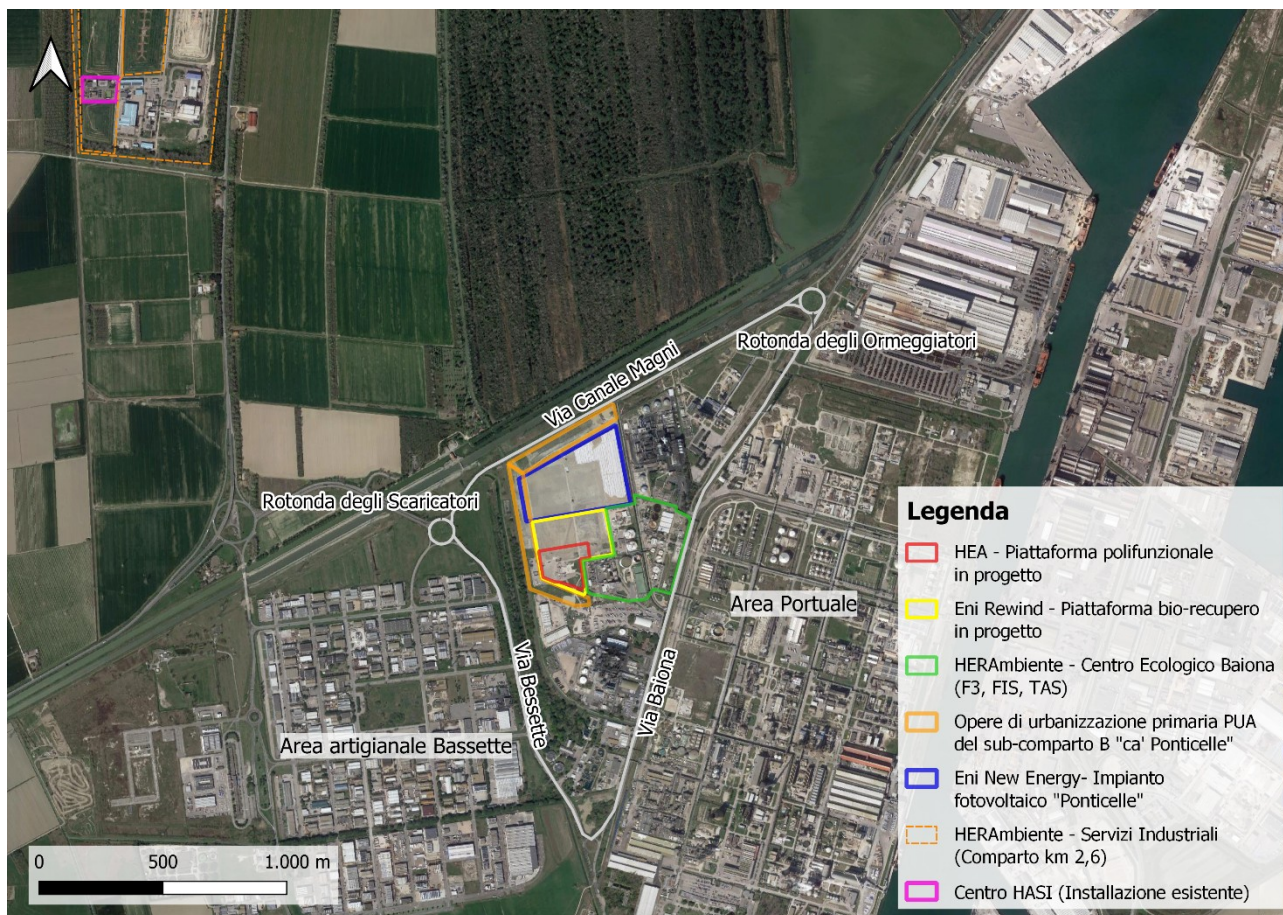 Via Canale Magni
Rotonda degli Ormeggiatori
Rotonda degli Scaricatori
Area Portuale
Via Bessette
Via Baiona
Area artigianale Bassette
0 500 1.000 m
Legenda
HEA - Piattaforma polifunzionale
in progetto
Eni Rewind - Piattaforma bio-recupero
in progetto
HERAmbiente - Centro Ecologico Baiona
(F3, FIS, TAS)
Opere di urbanizzazione primaria PUA
del sub-comparto B "ca' Ponticelle"
Eni New Energy- Impianto
fotovoltaico "Ponticelle"
HERAmbiente - Servizi Industriali
(Comparto km 2,6)
Centro HASI (Installazione esistente)